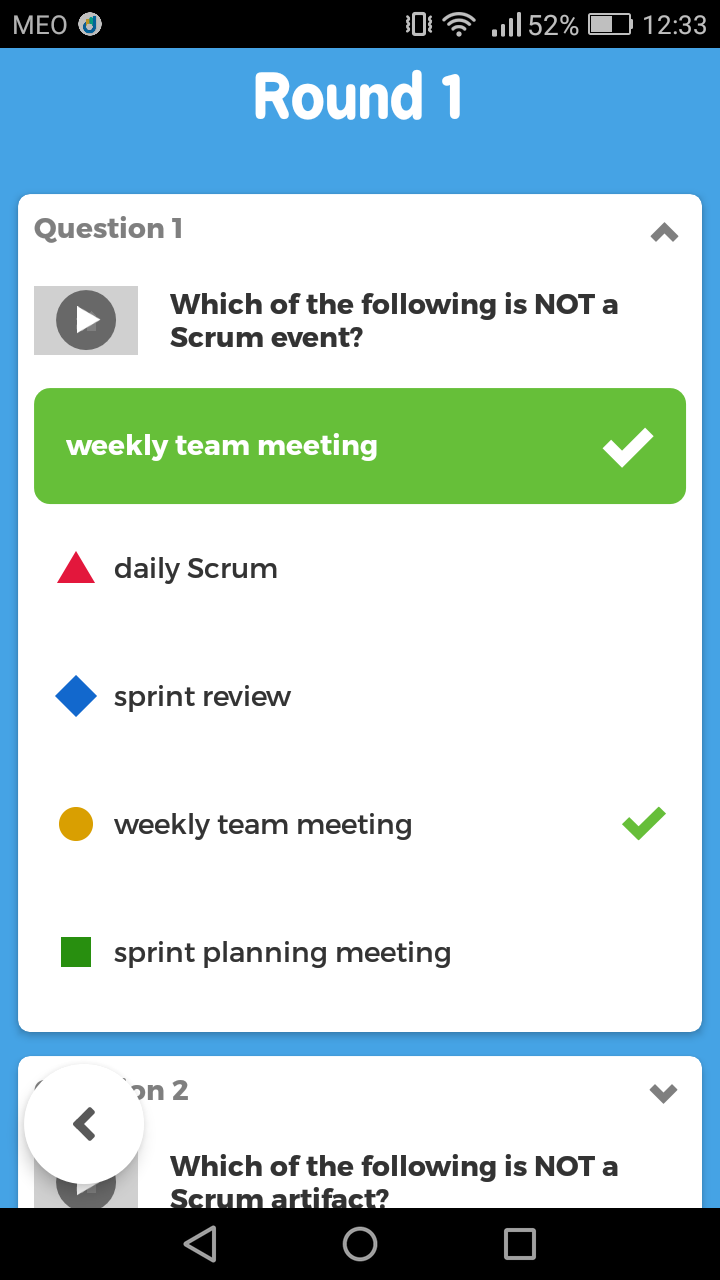 MEO
52%
12:33
Round 1
Question 1
Which of the following is NOT a
Scrum event?
weekly team meeting
daily Scrum
sprint review
weekly team meeting
sprint planning meeting
on 2
Which of the following is NOT a
Scrum artifact?